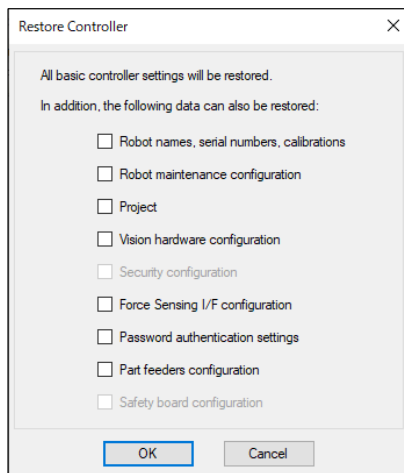 Restore Controller
All basic controller settings will be restored.
In addition, the following data can also be restored:
Robot names, serial numbers, calibrations
Robot maintenance configuration
Project
Vision hardware configuration
Security configuration
Force Sensing I/F configuration
Password authentication settings
Part feeders configuration
Safety board configuration
OK
Cancel